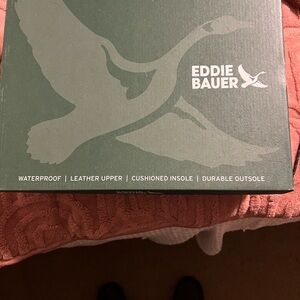 EDDIE
BAUER
WATERPROOF | LEATHER UPPER | CUSHIONED INSOLE | DURABLE OUTSOLE